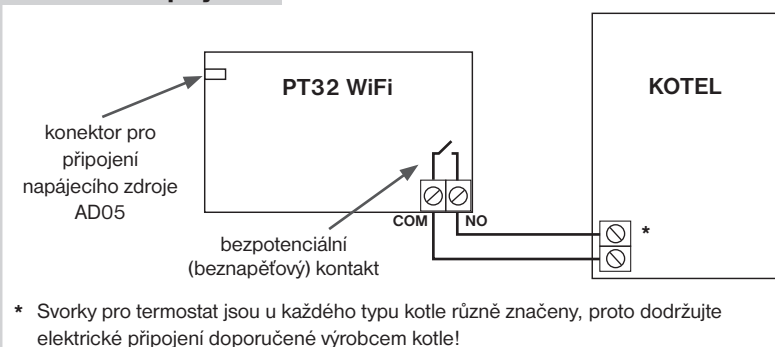 PT32 WiFi
KOTEL
konektor pro
připojení
napájecího zdroje
AD05
COM
NO
*
bezpotenciální
(beznapěťový) kontakt
* Svorky pro termostat jsou u každého typu kotle různě značeny, proto dodržujte
elektrické připojení doporučené výrobcem kotle!